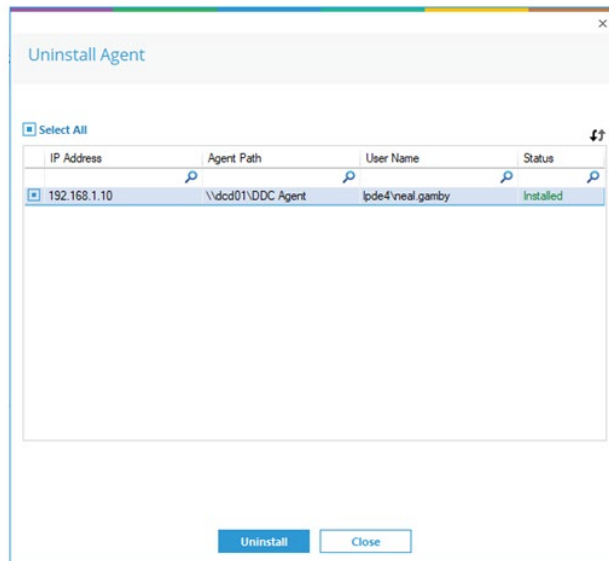 Uninstall Agent
Select All
IP Address Agent Path User Name Status
192.168.1.10 \\dcd01\DDC Agent lpde4\neal.gamby Installed
Uninstall Close